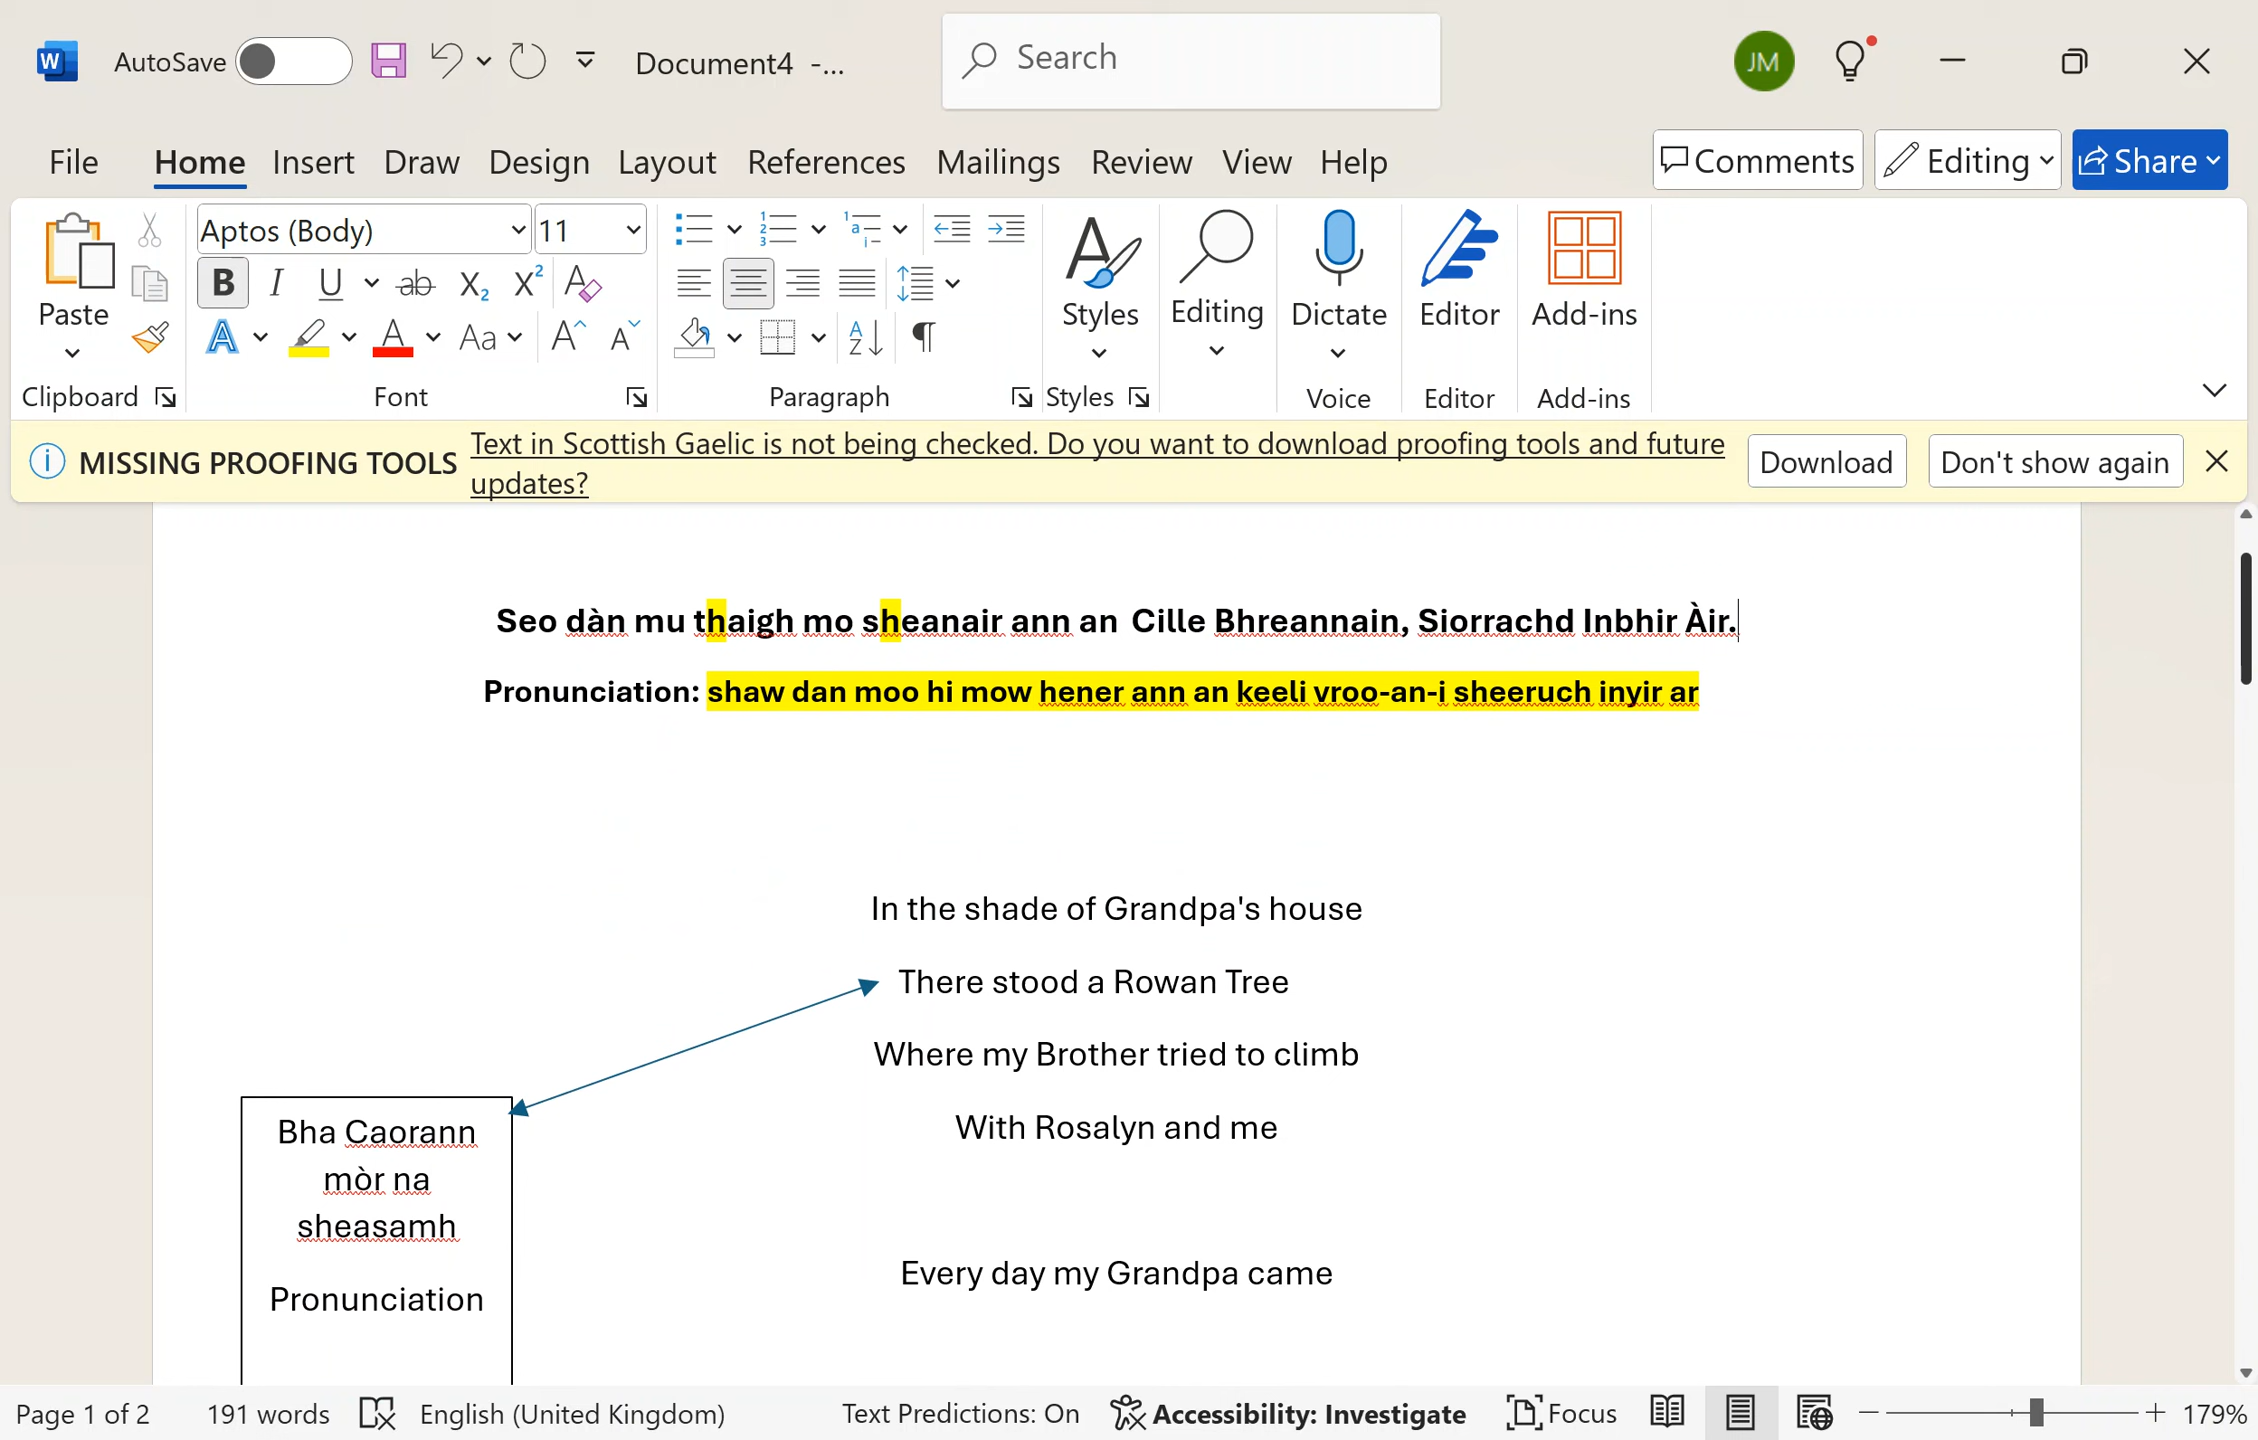 AutoSave
Document4 -...
Search
JM
File Home Insert Draw Design Layout References Mailings Review View Help
Comments Editing Share
Paste
Aptos (Body) 11
Styles
Editing
Dictate
Editor
Add-ins
Clipboard Font Paragraph Styles Voice Editor Add-ins
MISSING PROOFING TOOLS Text in Scottish Gaelic is not being checked. Do you want to download proofing tools and future
updates?
Download
Don't show again
Seo dàn mu thaigh mo sheanair ann an Cille Bhreannain, Siorrachd Inbhir Àir.
Pronunciation: shaw dan moo hi mow hener ann an keeli vroo-an-i sheeruch inyir ar
In the shade of Grandpa's house
There stood a Rowan Tree
Where my Brother tried to climb
With Rosalyn and me
Bha Caorann
mòr na
sheasamh
Pronunciation
Every day my Grandpa came
Page 1 of 2 191 words English (United Kingdom) Text Predictions: On Accessibility: Investigate Focus 179%